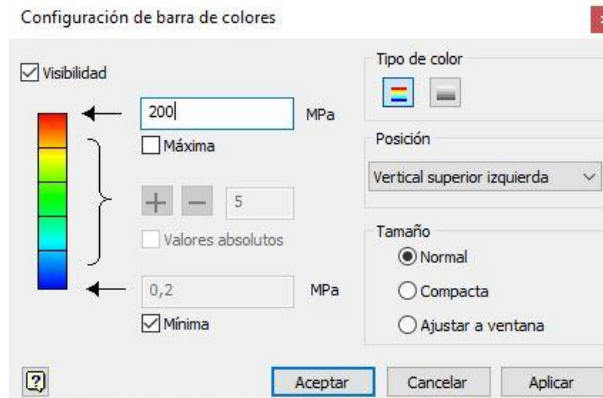 Configuración de barra de colores
Visibilidad
200
MPa
Máxima
5
Valores absolutos
0,2
MPa
Mínima
Tipo de color
Posición
Vertical superior izquierda
Tamaño
Normal
Compacta
Ajustar a ventana
Aceptar
Cancelar
Aplicar